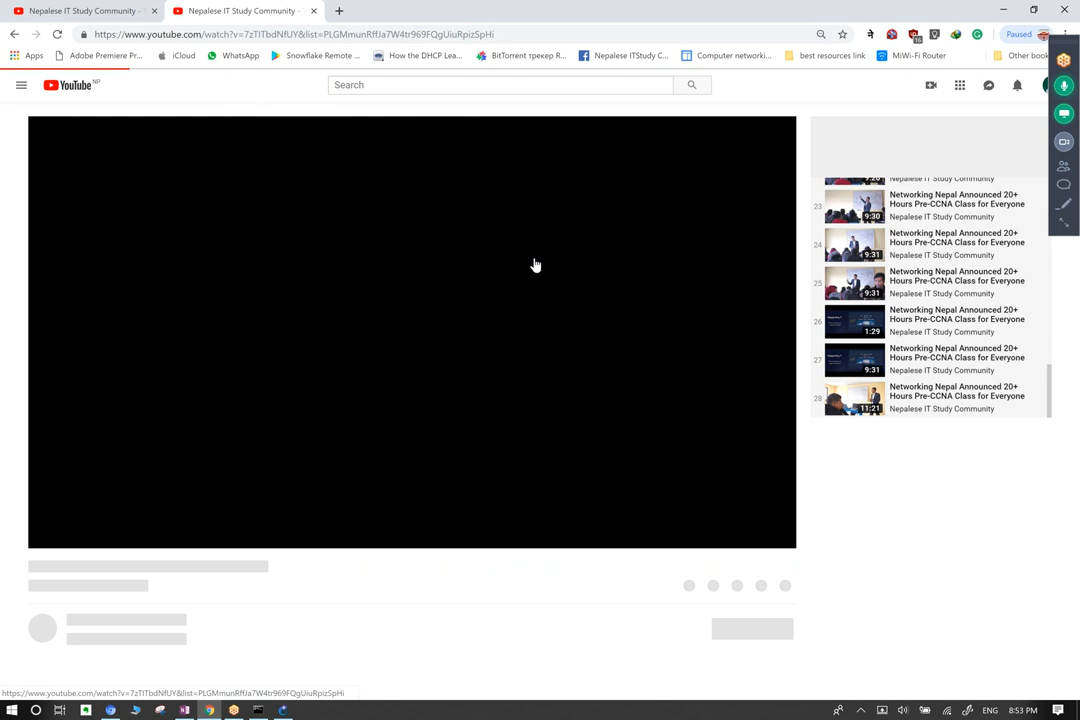 Nepalese IT Study Community -
Nepalese IT Study Community -
https://www.youtube.com/watch?v=7zTITbdNfUY&list=PLGMmunRffJa7W4tr969FQgUiuRpizSpHi
Paused
Apps
Adobe Premiere Pr...
iCloud
WhatsApp
Snowflake Remote ...
How the DHCP Lea...
BitTorrent трекер R...
Nepalese ITStudy C...
Computer networki...
best resources link
MiWi-Fi Router
Other book
YouTube NP
Search
Nepalese IT Study Community
23
9:30
Networking Nepal Announced 20+
Hours Pre-CCNA Class for Everyone
Nepalese IT Study Community
24
9:31
Networking Nepal Announced 20+
Hours Pre-CCNA Class for Everyone
Nepalese IT Study Community
25
9:31
Networking Nepal Announced 20+
Hours Pre-CCNA Class for Everyone
Nepalese IT Study Community
26
1:29
Networking Nepal Announced 20+
Hours Pre-CCNA Class for Everyone
Nepalese IT Study Community
27
9:31
Networking Nepal Announced 20+
Hours Pre-CCNA Class for Everyone
Nepalese IT Study Community
28
11:21
Networking Nepal Announced 20+
Hours Pre-CCNA Class for Everyone
Nepalese IT Study Community
https://www.youtube.com/watch?v=7zTITbdNfUY&list=PLGMmunRffJa7W4tr969FQgUiuRpizSpHi
ENG
8:53 PM